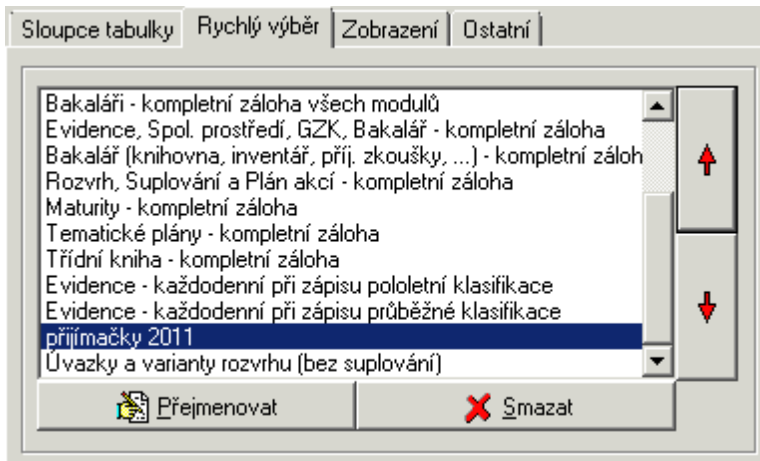 Sloupce tabulky Rychlý výběr Zobrazení Ostatní
Bakaláři - kompletní záloha všech modulů
Evidence, Spol. prostředí, GZK, Bakalář - kompletní záloha
Bakalář (knihovna, inventář, příj. zkoušky, ...) - kompletní záloh
Rozvrh, Suplování a Plán akcí - kompletní záloha
Maturity - kompletní záloha
Tematické plány - kompletní záloha
Třídní kniha - kompletní záloha
Evidence - každodenní při zápisu pololetní klasifikace
Evidence - každodenní při zápisu průběžné klasifikace
přijímačky 2011
Úvazky a varianty rozvrhu (bez suplování)
Přejmenovat Smazat